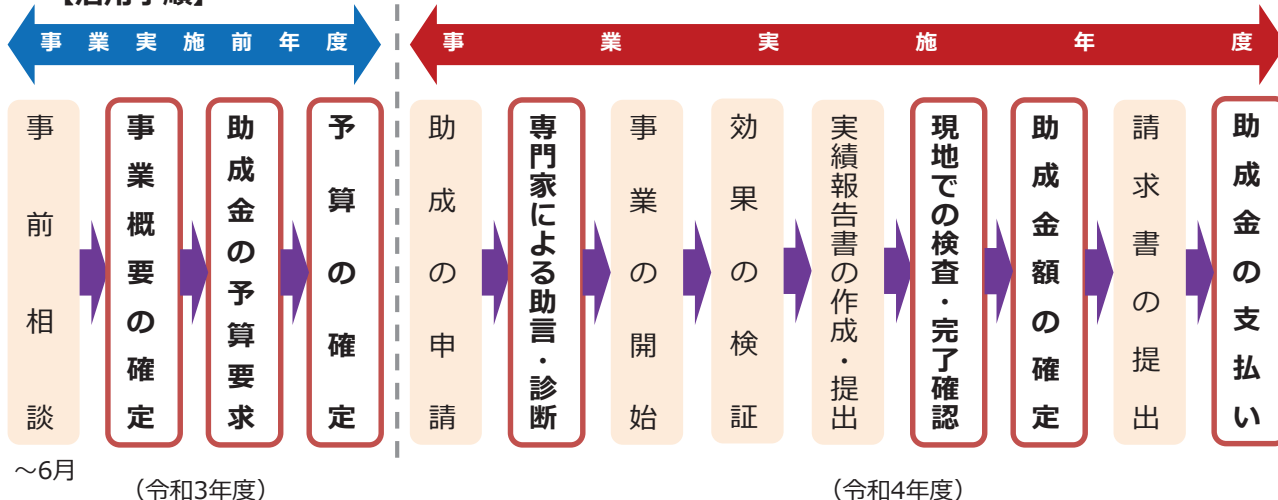 【活用手順】
事業実施前年度
事業実施年度
事前相談
事業概要の確定
助成金の予算要求
予算の確定
助成の申請
専門家による助言・診断
事業の開始
効果の検証
実績報告書の作成・提出
現地での検査・完了確認
助成金額の確定
請求書の提出
助成金の支払い
～6月
（令和3年度）
（令和4年度）